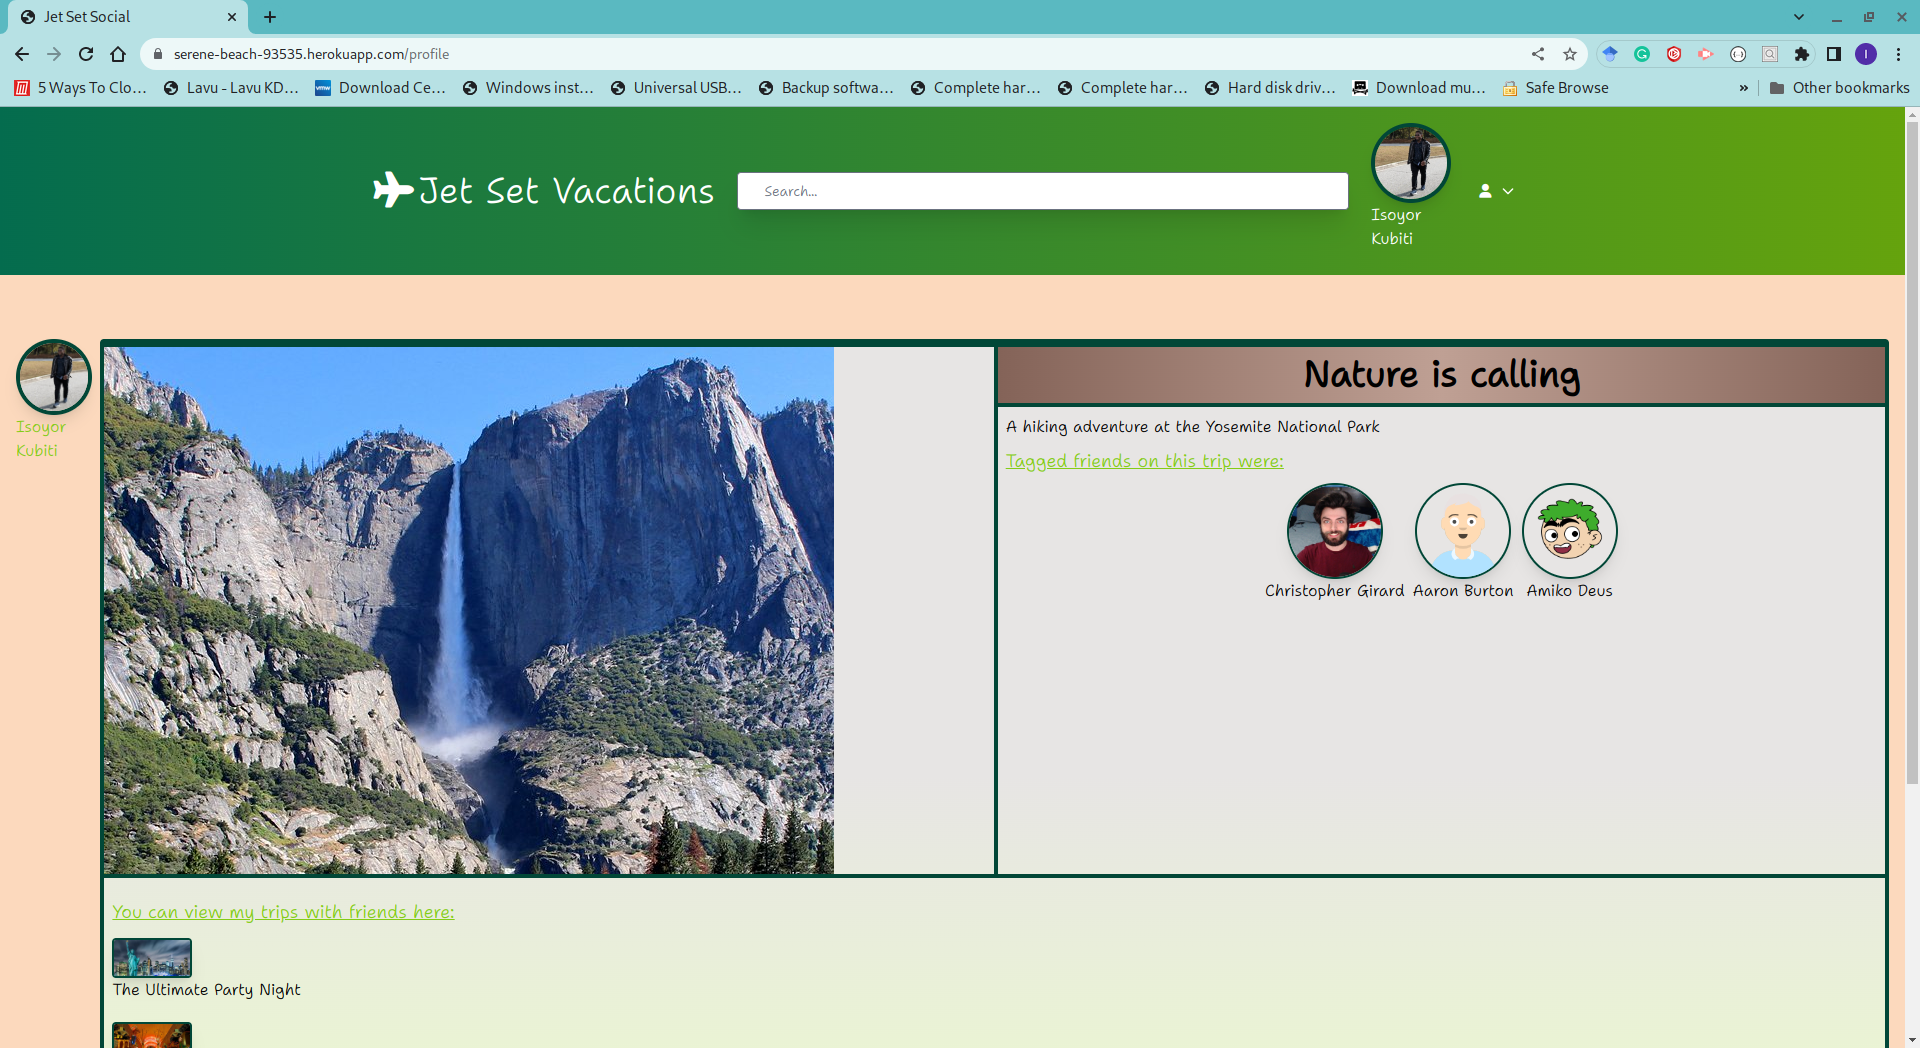 Jet Set Social
serene-beach-93535.herokuapp.com/profile
I
5 Ways To Clo… Lavu - Lavu KD… vmw Download Ce… Windows inst… Universal USB… Backup softwa… Complete har… Complete har… Hard disk driv… Download mu… Safe Browse » Other bookmarks
Jet Set Vacations
Search...
Isoyor
Kubiti
Isoyor
Kubiti
Nature is calling
A hiking adventure at the Yosemite National Park
Tagged friends on this trip were:
Christopher Girard Aaron Burton Amiko Deus
You can view my trips with friends here:
The Ultimate Party Night